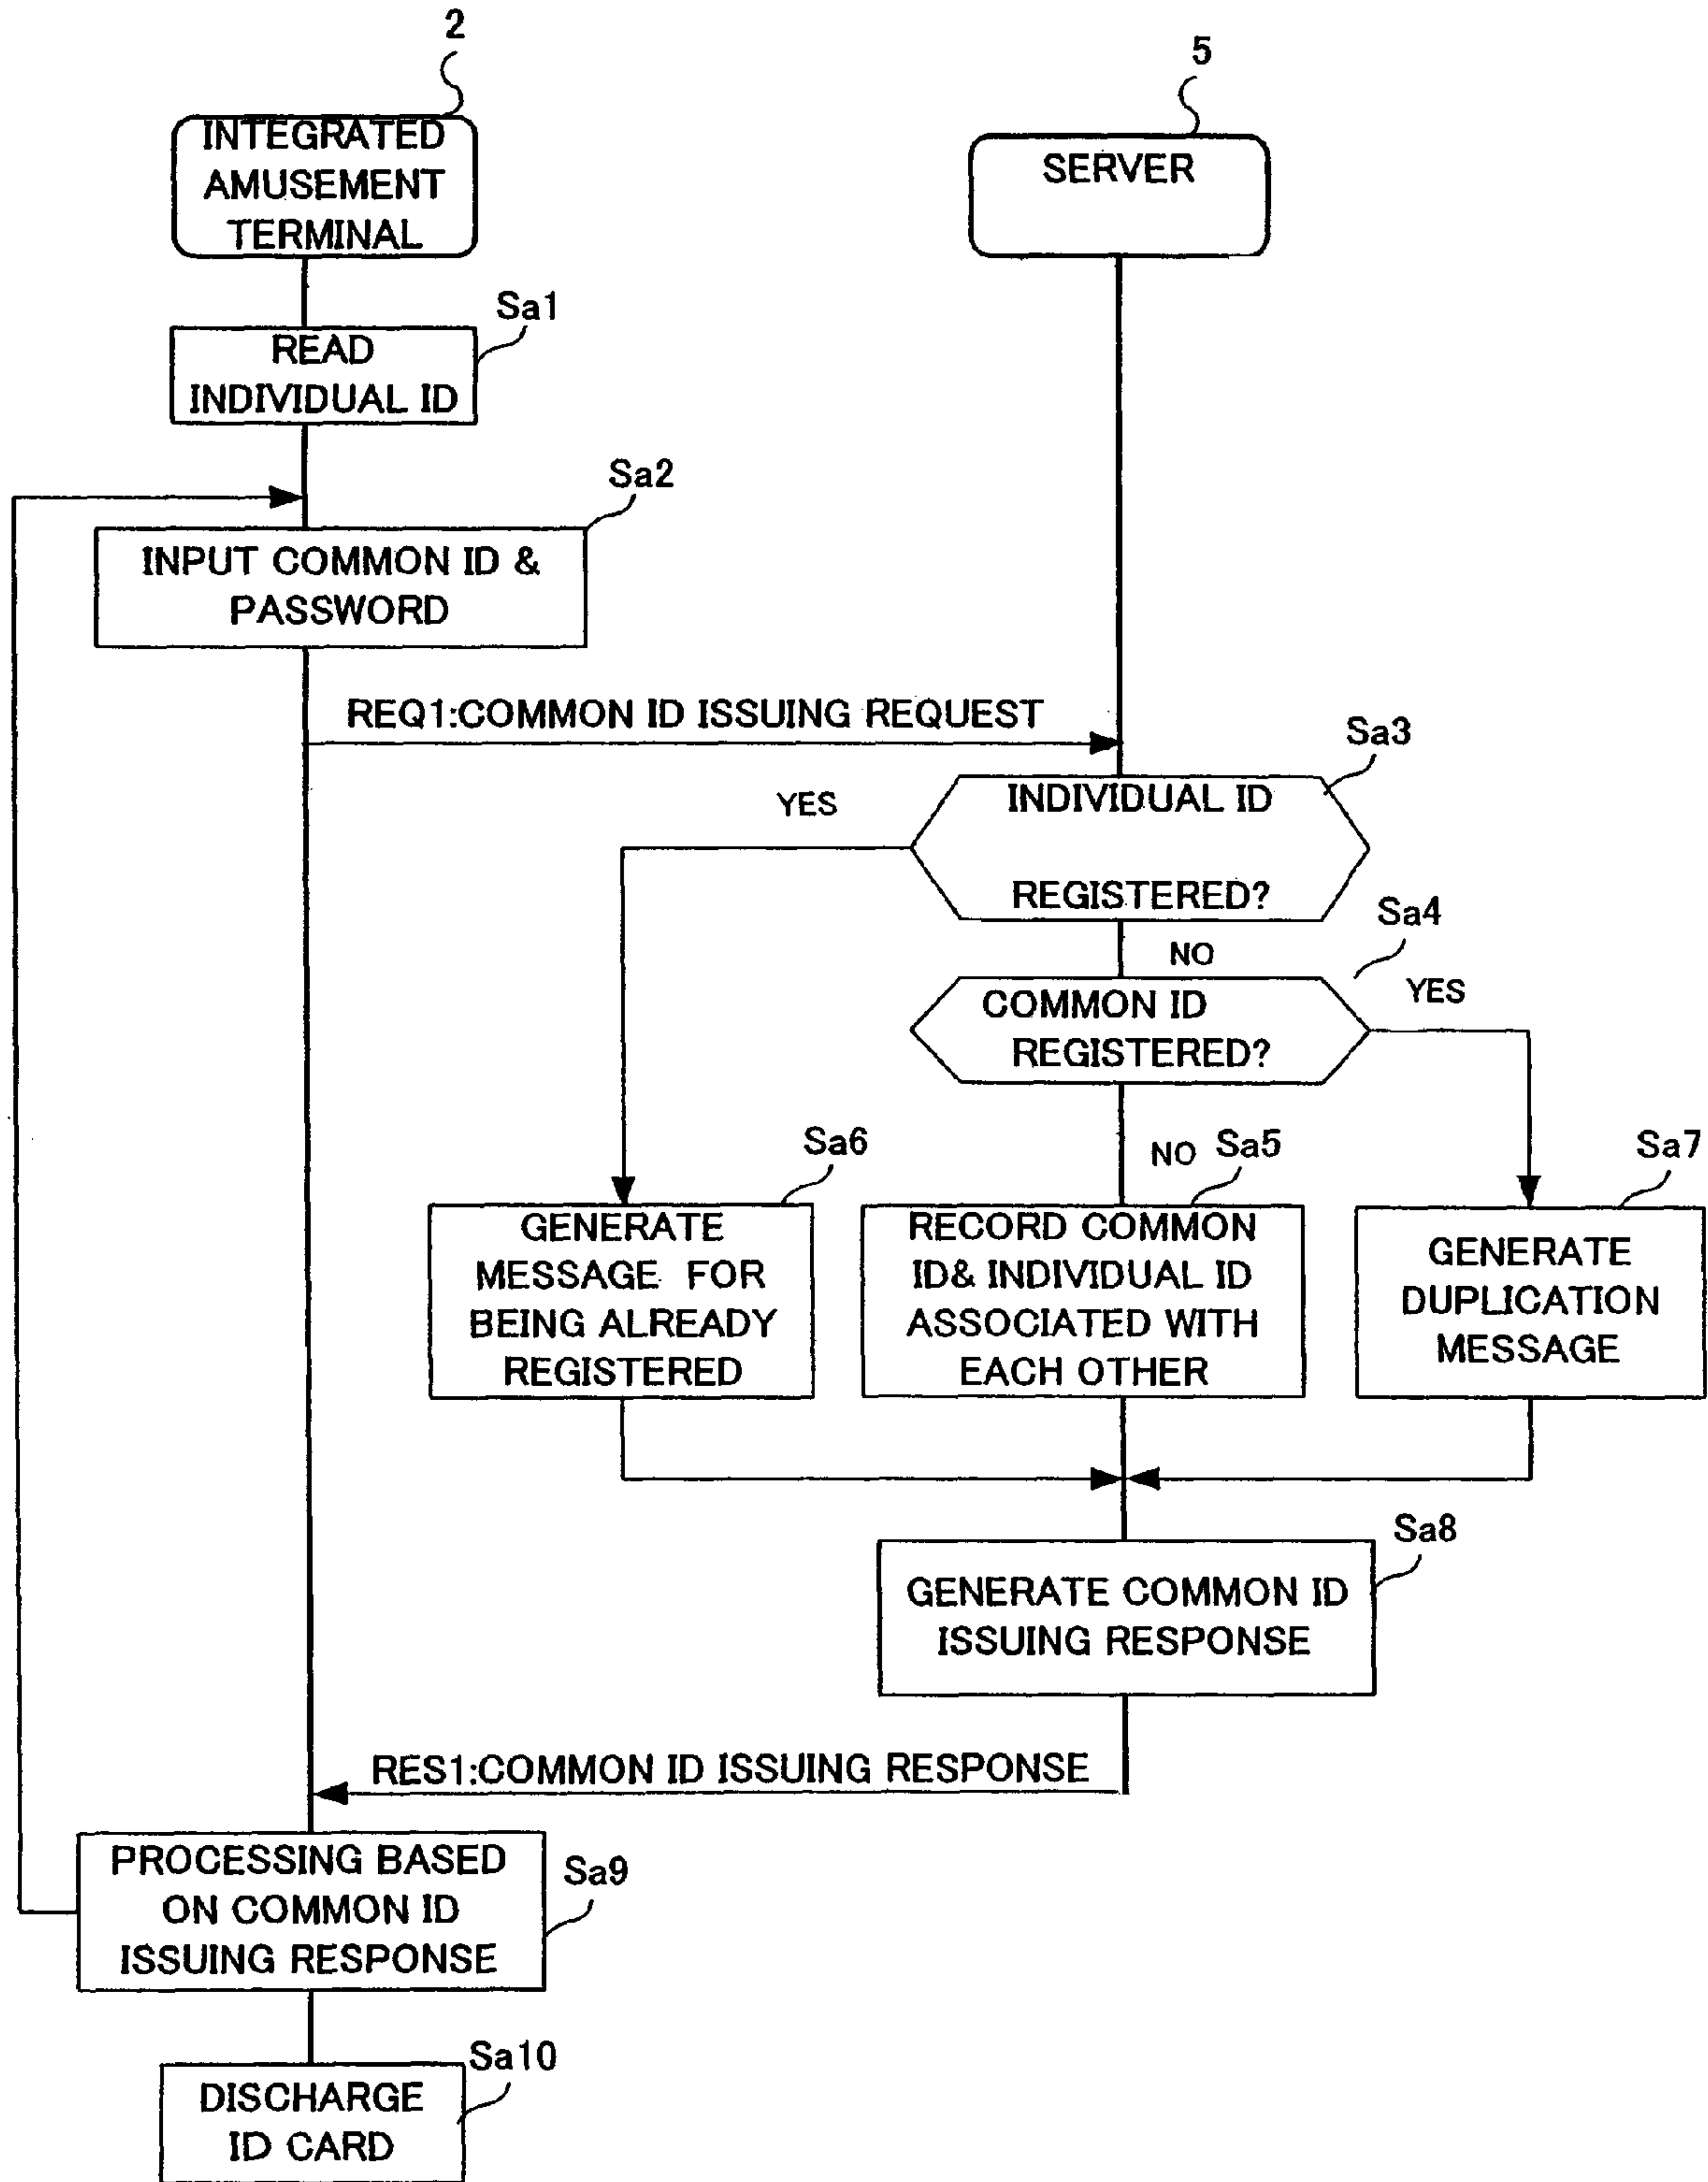 2
5
INTEGRATED
AMUSEMENT
TERMINAL
SERVER
Sa1
READ
INDIVIDUAL ID
Sa2
INPUT COMMON ID &
PASSWORD
REQ1:COMMON ID ISSUING REQUEST
Sa3
YES
INDIVIDUAL ID
REGISTERED?
Sa4
NO
YES
COMMON ID
REGISTERED?
Sa6
NO
Sa5
Sa7
GENERATE
MESSAGE FOR
BEING ALREADY
REGISTERED
RECORD COMMON
ID& INDIVIDUAL ID
ASSOCIATED WITH
EACH OTHER
GENERATE
DUPLICATION
MESSAGE
Sa8
GENERATE COMMON ID
ISSUING RESPONSE
RES1:COMMON ID ISSUING RESPONSE
PROCESSING BASED
ON COMMON ID
ISSUING RESPONSE
Sa9
Sa10
DISCHARGE
ID CARD